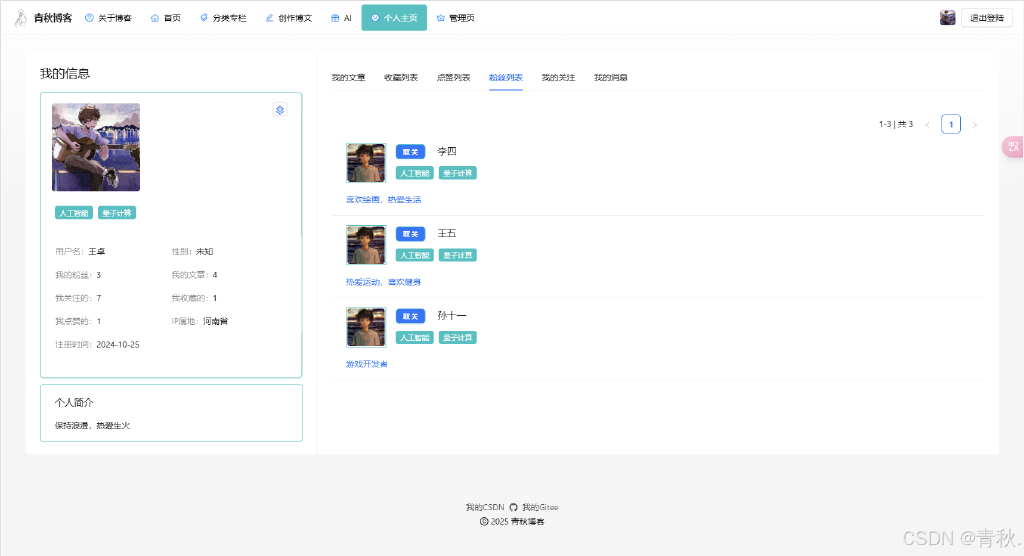 青秋博客 关于博客 首页 分类专栏 创作博文 AI 个人主页 管理页 退出登陆
我的信息
人工智能 量子计算
用户名：王卓 性别：未知
我的粉丝：3 我的文章：4
我关注的：7 我收藏的：1
我点赞的：1 IP属地：河南省
注册时间：2024-10-25
个人简介
保持浪漫，热爱生火
我的文章 收藏列表 点赞列表 粉丝列表 我的关注 我的消息
1-3 | 共 3 < 1 >
取关 李四
人工智能 量子计算
喜欢绘画，热爱生活
取关 王五
人工智能 量子计算
热爱运动，喜欢健身
取关 孙十一
人工智能 量子计算
游戏开发者
我的CSDN 我的Gitee
© 2025 青秋博客
CSDN @青秋.